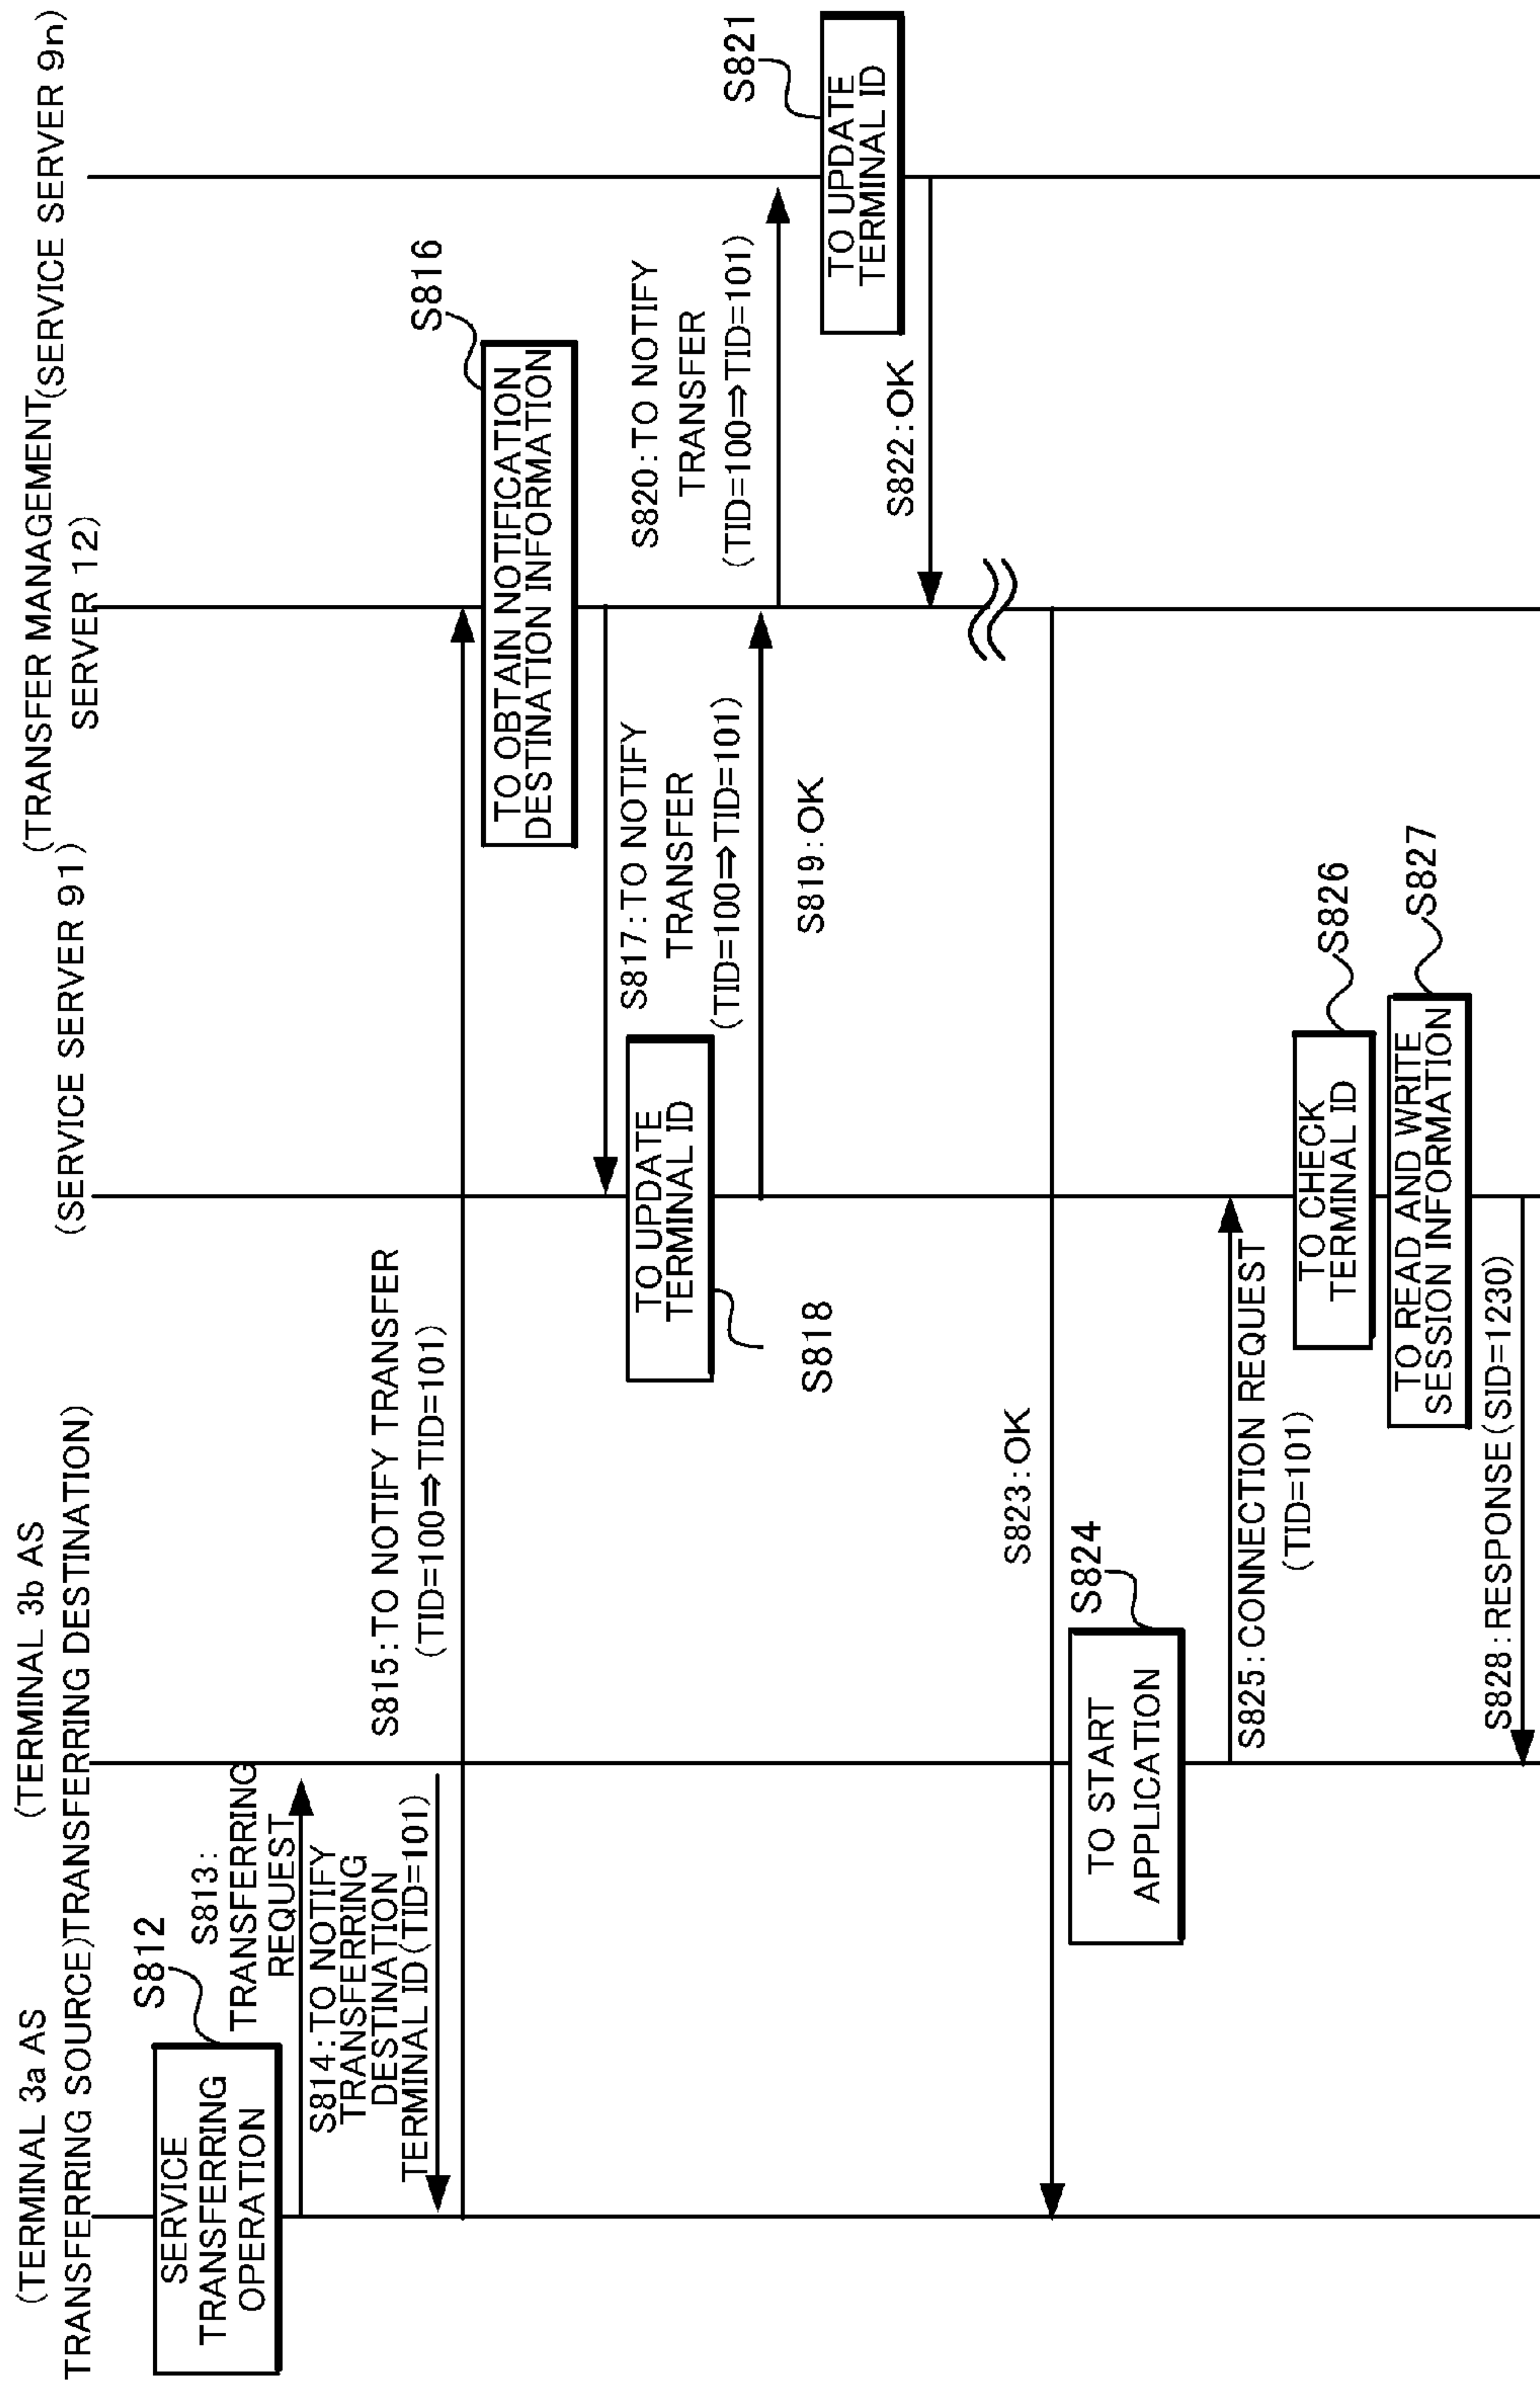 (TERMINAL 3a AS
TRANSFERRING SOURCE)
(TERMINAL 3b AS
TRANSFERRING DESTINATION)
(SERVICE SERVER 91)
(TRANSFER MANAGEMENT
SERVER 12)
(SERVICE SERVER 9n)
S812
SERVICE
TRANSFERRING
OPERATION
S813:
TRANSFERRING
REQUEST
S814:TO NOTIFY
TRANSFERRING
DESTINATION
TERMINAL ID(TID=101)
S815:TO NOTIFY TRANSFER
(TID=100⇒TID=101)
S816
TO OBTAIN NOTIFICATION
DESTINATION INFORMATION
S817:TO NOTIFY
TRANSFER
(TID=100⇒TID=101)
TO UPDATE
TERMINAL ID
S818
S819:OK
S820:TO NOTIFY
TRANSFER
(TID=100⇒TID=101)
S821
TO UPDATE
TERMINAL ID
S822:OK
S823:OK
S824
TO START
APPLICATION
S825:CONNECTION REQUEST
(TID=101)
TO CHECK
TERMINAL ID
S826
TO READ AND WRITE
SESSION INFORMATION
S827
S828:RESPONSE(SID=1230)